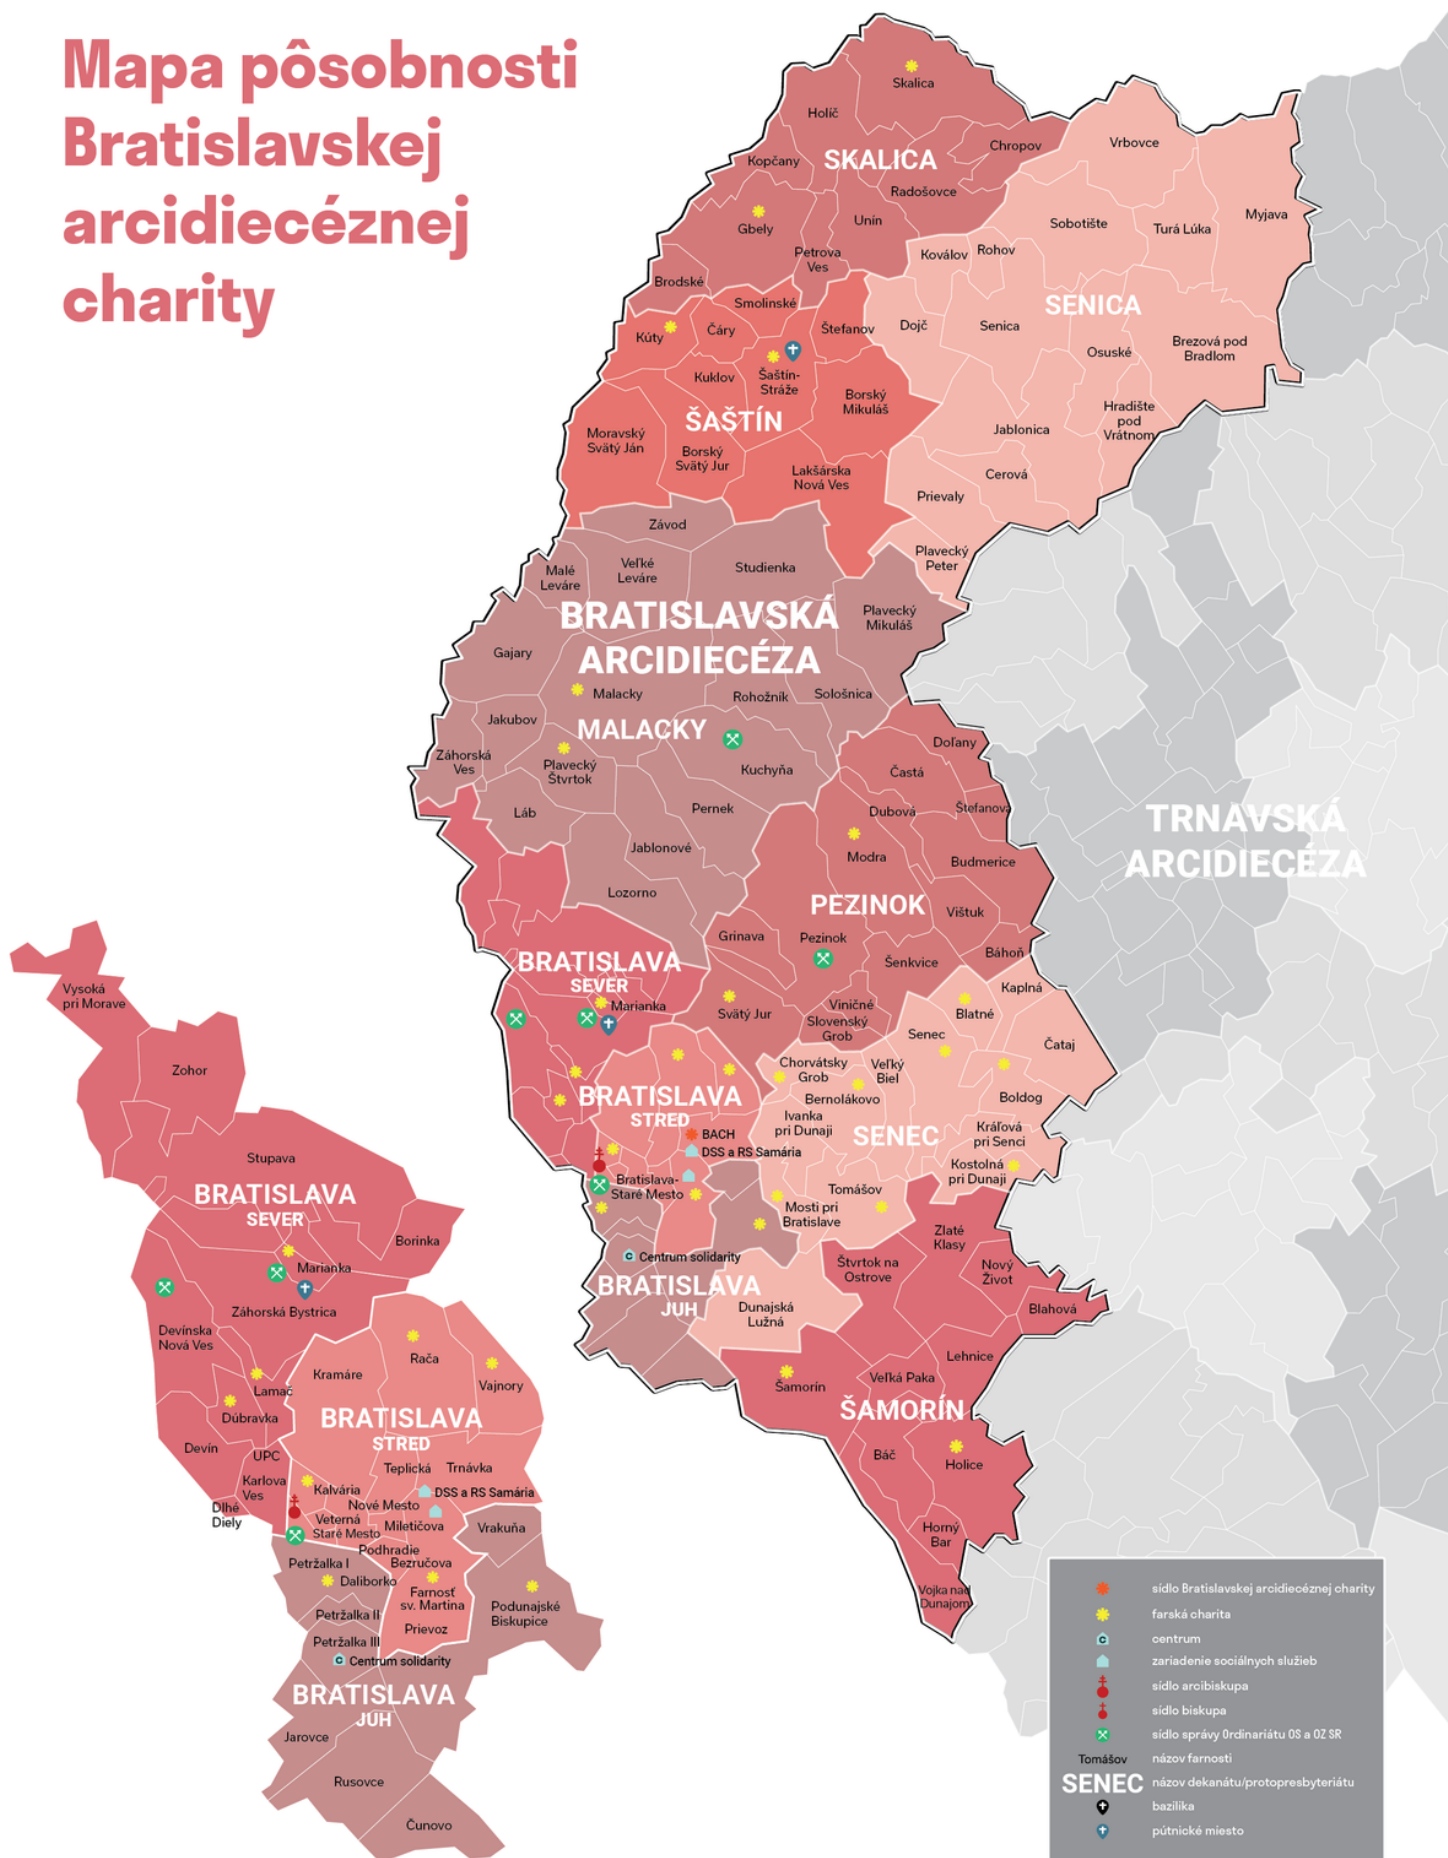 Mapa pôsobnosti
Bratislavskej
arcidiecéznej
charity
Skalica
Holíč
Chropov
Kopčany
SKALICA
Radošovce
Gbely
Unín
Petrova
Ves
Brodské
Vrbovce
Sobotište
Turá Lúka
Myjava
Koválov
Rohov
SENICA
Dojč
Senica
Osuské
Brezová pod
Bradlom
Hradište
pod
Vrátnom
Jablonica
Cerová
Prievaly
Plavecký
Peter
Smolinské
Kúty
Čáry
Štefanov
Kuklov
Šaštín-
Stráže
Borský
Mikuláš
ŠAŠTÍN
Moravský
Svätý Ján
Borský
Svätý Jur
Lakšárska
Nová Ves
Závod
Malé
Leváre
Veľké
Leváre
Studienka
Plavecký
Mikuláš
BRATISLAVSKÁ
ARCIDIECÉZA
Gajary
Malacky
Rohožník
Sološnica
Jakubov
MALACKY
Záhorská
Ves
Plavecký
Štvrtok
Kuchyňa
Láb
Pernek
Jablonové
Lozorno
Doľany
Častá
Dubová
Štefanová
Modra
Budmerice
PEZINOK
Vištuk
Grinava
Pezinok
Šenkvice
Báhoň
Svätý Jur
Viničné
Slovenský
Grob
TRNAVSKÁ
ARCIDIECÉZA
BRATISLAVA
SEVER
Marianka
Kaplná
Blatné
Senec
Čataj
Chorvátsky
Grob
Veľký
Biel
Bernolákovo
Boldog
Ivanka
pri Dunaji
SENEC
Kráľová
pri Senci
Kostolná
pri Dunaji
Tomášov
Mosti pri
Bratislave
Dunajská
Lužná
BRATISLAVA
STRED
BACH
DSS a RS Samária
Bratislava-
Staré Mesto
Centrum solidarity
BRATISLAVA
JUH
Zlaté
Klasy
Štvrtok na
Ostrove
Nový
Život
Blahová
Lehnice
Veľká Paka
Šamorín
ŠAMORÍN
Báč
Holice
Horný
Bar
Vojka nad
Dunajom
Vysoká
pri Morave
Zohor
Stupava
BRATISLAVA
SEVER
Borinka
Marianka
Záhorská Bystrica
Devínska
Nová Ves
Lamač
Dúbravka
Devín
UPC
Karlova
Ves
Dlhé
Diely
Rača
Kramáre
Vajnory
BRATISLAVA
STRED
Teplická
Trnávka
Kalvária
DSS a RS Samária
Nové Mesto
Veterná
Miletičova
Staré Mesto
Podhradie
Bezručova
Farnosť
sv. Martina
Prievoz
Vrakuňa
Podunajské
Biskupice
Petržalka I
Daliborko
Petržalka II
Petržalka III
Centrum solidarity
BRATISLAVA
JUH
Jarovce
Rusovce
Čunovo
sídlo Bratislavskej arcidiecéznej charity
farská charita
centrum
zariadenie sociálnych služieb
sídlo arcibiskupa
sídlo biskupa
sídlo správy Ordinariátu OS a OZ SR
Tomášov názov farnosti
SENEC názov dekanátu/protopresbyteriátu
bazilika
pútnické miesto